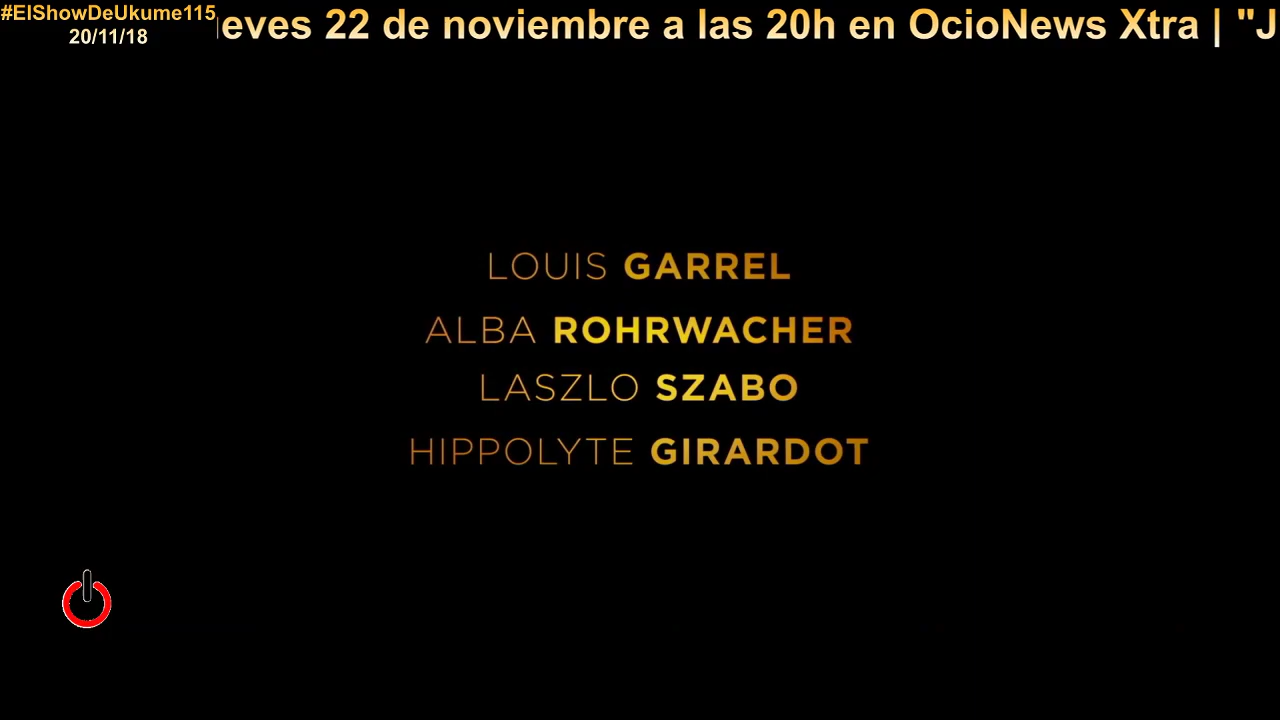 #ElShowDeUkume115
20/11/18
ieves 22 de noviembre a las 20h en OcioNews Xtra | "J
LOUIS GARREL
ALBA ROHRWACHER
LASZLO SZABO
HIPPOLYTE GIRARDOT